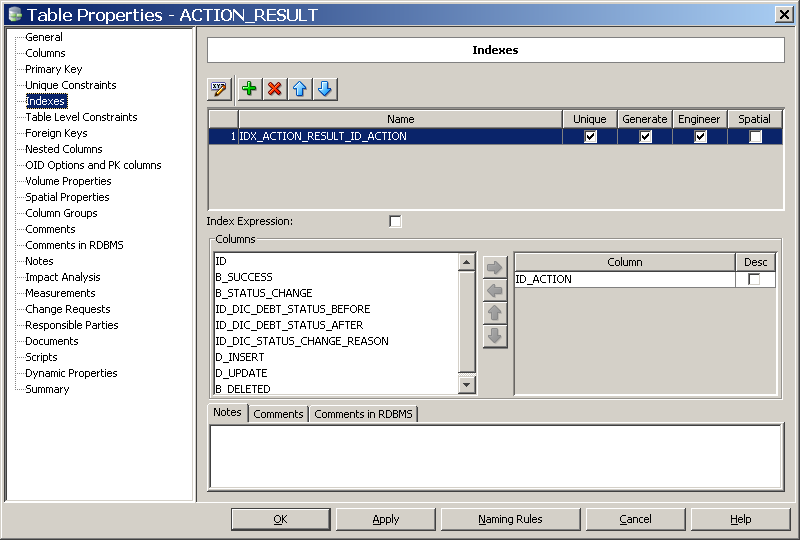 Table Properties - ACTION_RESULT
General
Columns
Primary Key
Unique Constraints
Indexes
Table Level Constraints
Foreign Keys
Nested Columns
OID Options and PK columns
Volume Properties
Spatial Properties
Column Groups
Comments
Comments in RDBMS
Notes
Impact Analysis
Measurements
Change Requests
Responsible Parties
Documents
Scripts
Dynamic Properties
Summary
Indexes
XYZ
Name Unique Generate Engineer Spatial
1 IDX_ACTION_RESULT_ID_ACTION
Index Expression:
Columns
ID
B_SUCCESS
B_STATUS_CHANGE
ID_DIC_DEBT_STATUS_BEFORE
ID_DIC_DEBT_STATUS_AFTER
ID_DIC_STATUS_CHANGE_REASON
D_INSERT
D_UPDATE
B_DELETED
Column Desc
ID_ACTION
Notes Comments Comments in RDBMS
OK Apply Naming Rules Cancel Help